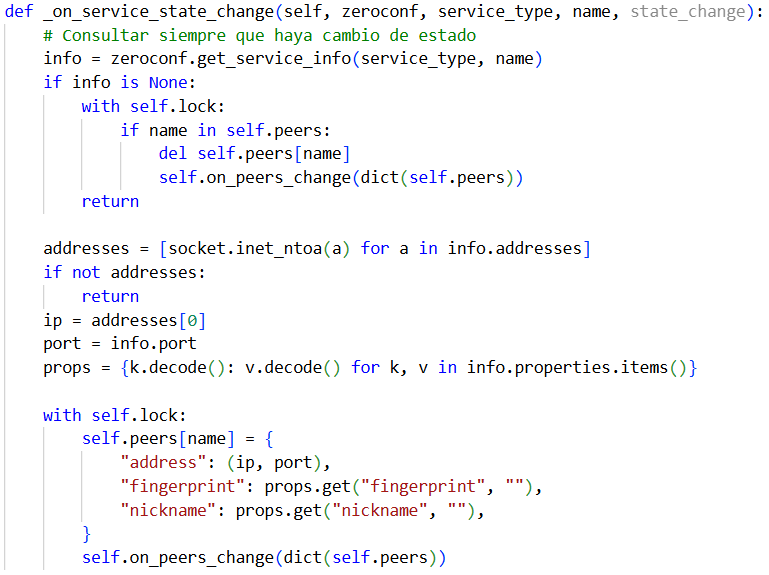 def _on_service_state_change(self, zeroconf, service_type, name, state_change):
    # Consultar siempre que haya cambio de estado
    info = zeroconf.get_service_info(service_type, name)
    if info is None:
        with self.lock:
            if name in self.peers:
                del self.peers[name]
                self.on_peers_change(dict(self.peers))
        return

    addresses = [socket.inet_ntoa(a) for a in info.addresses]
    if not addresses:
        return
    ip = addresses[0]
    port = info.port
    props = {k.decode(): v.decode() for k, v in info.properties.items()}

    with self.lock:
        self.peers[name] = {
            "address": (ip, port),
            "fingerprint": props.get("fingerprint", ""),
            "nickname": props.get("nickname", ""),
        }
        self.on_peers_change(dict(self.peers))